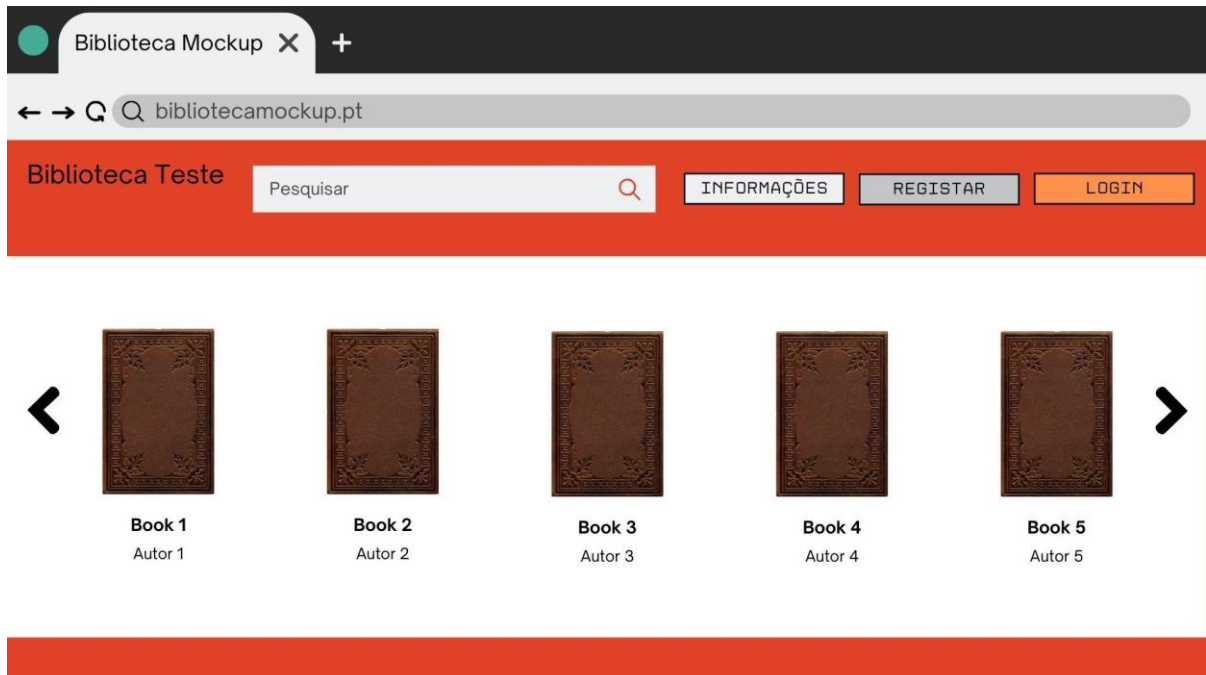 Biblioteca Mockup
bibliotecamockup.pt
Biblioteca Teste
Pesquisar
INFORMAÇÕES
REGISTAR
LOGIN
Book 1
Autor 1
Book 2
Autor 2
Book 3
Autor 3
Book 4
Autor 4
Book 5
Autor 5